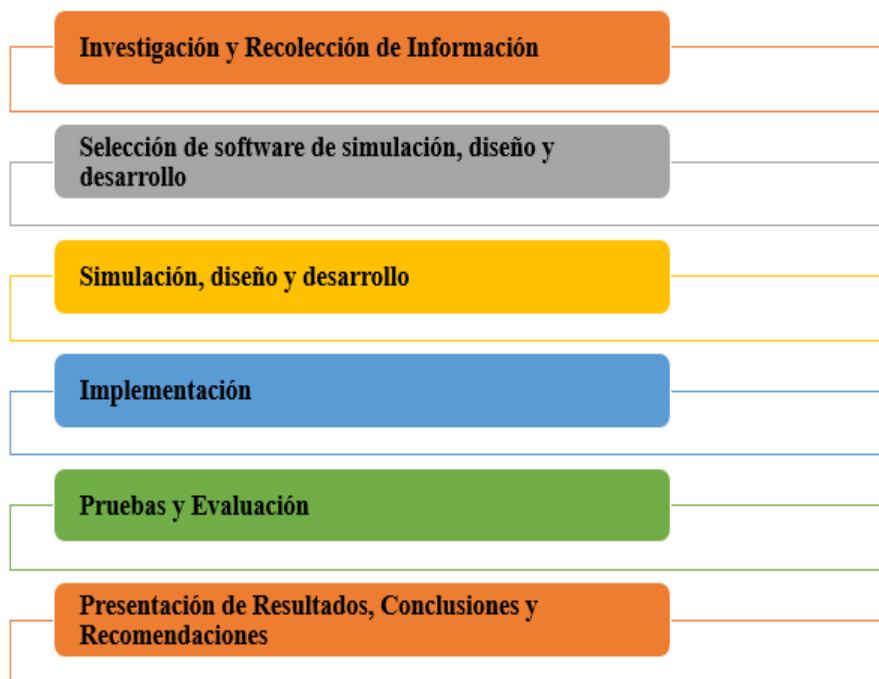 Investigación y Recolección de Información
Selección de software de simulación, diseño y
desarrollo
Simulación, diseño y desarrollo
Implementación
Pruebas y Evaluación
Presentación de Resultados, Conclusiones y
Recomendaciones